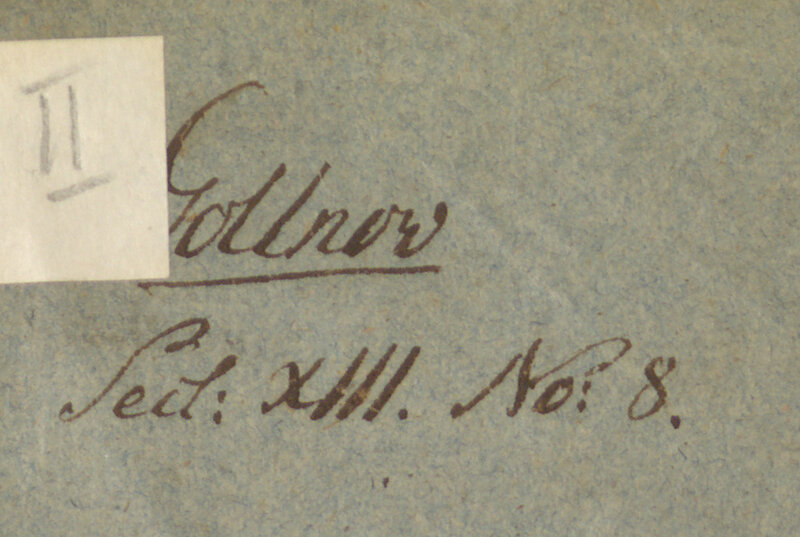 II
Gollnow
Sect: XIII. No: 8.